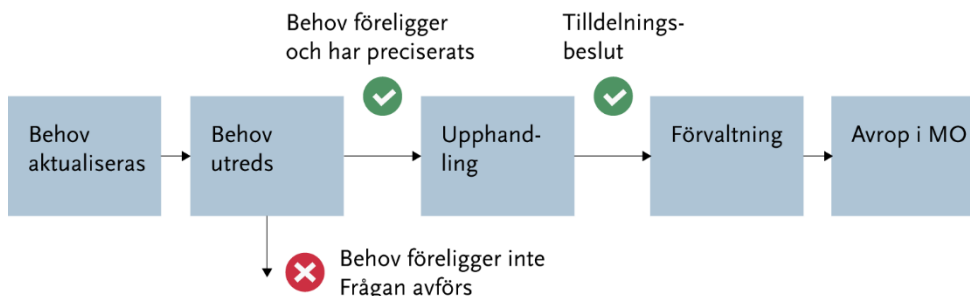 Behov föreligger
och har preciserats
Tilldelnings-
beslut
Behov
aktualiseras
Behov
utreds
Upphand-
ling
Förvaltning
Avrop i MO
Behov föreligger inte
Frågan avförs